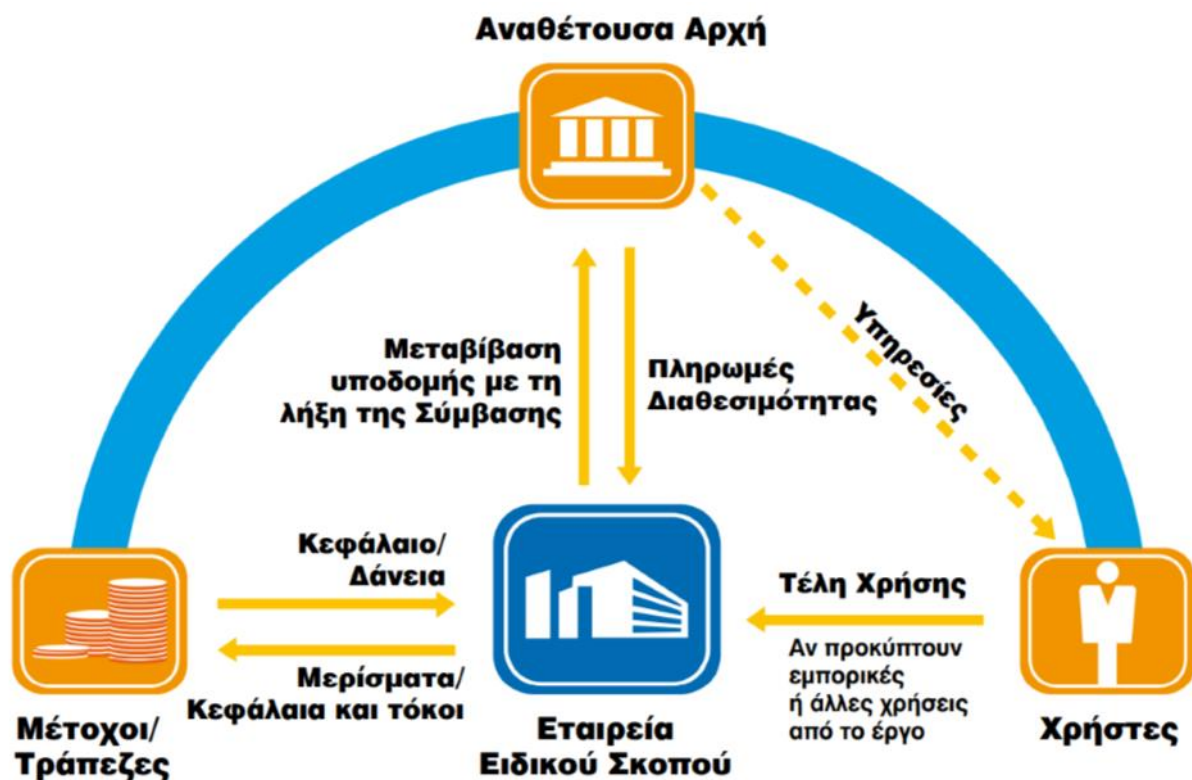 Αναθέτουσα Αρχή
Μεταβίβαση
υποδομής με τη
λήξη της Σύμβασης
Πληρωμές
Διαθεσιμότητας
Υπηρεσίες
Κεφάλαιο/
Δάνεια
Μερίσματα/
Κεφάλαια και τόκοι
Τέλη Χρήσης
Αν προκύπτουν
εμπορικές
ή άλλες χρήσεις
από το έργο
Μέτοχοι/
Τράπεζες
Εταιρεία
Ειδικού Σκοπού
Χρήστες